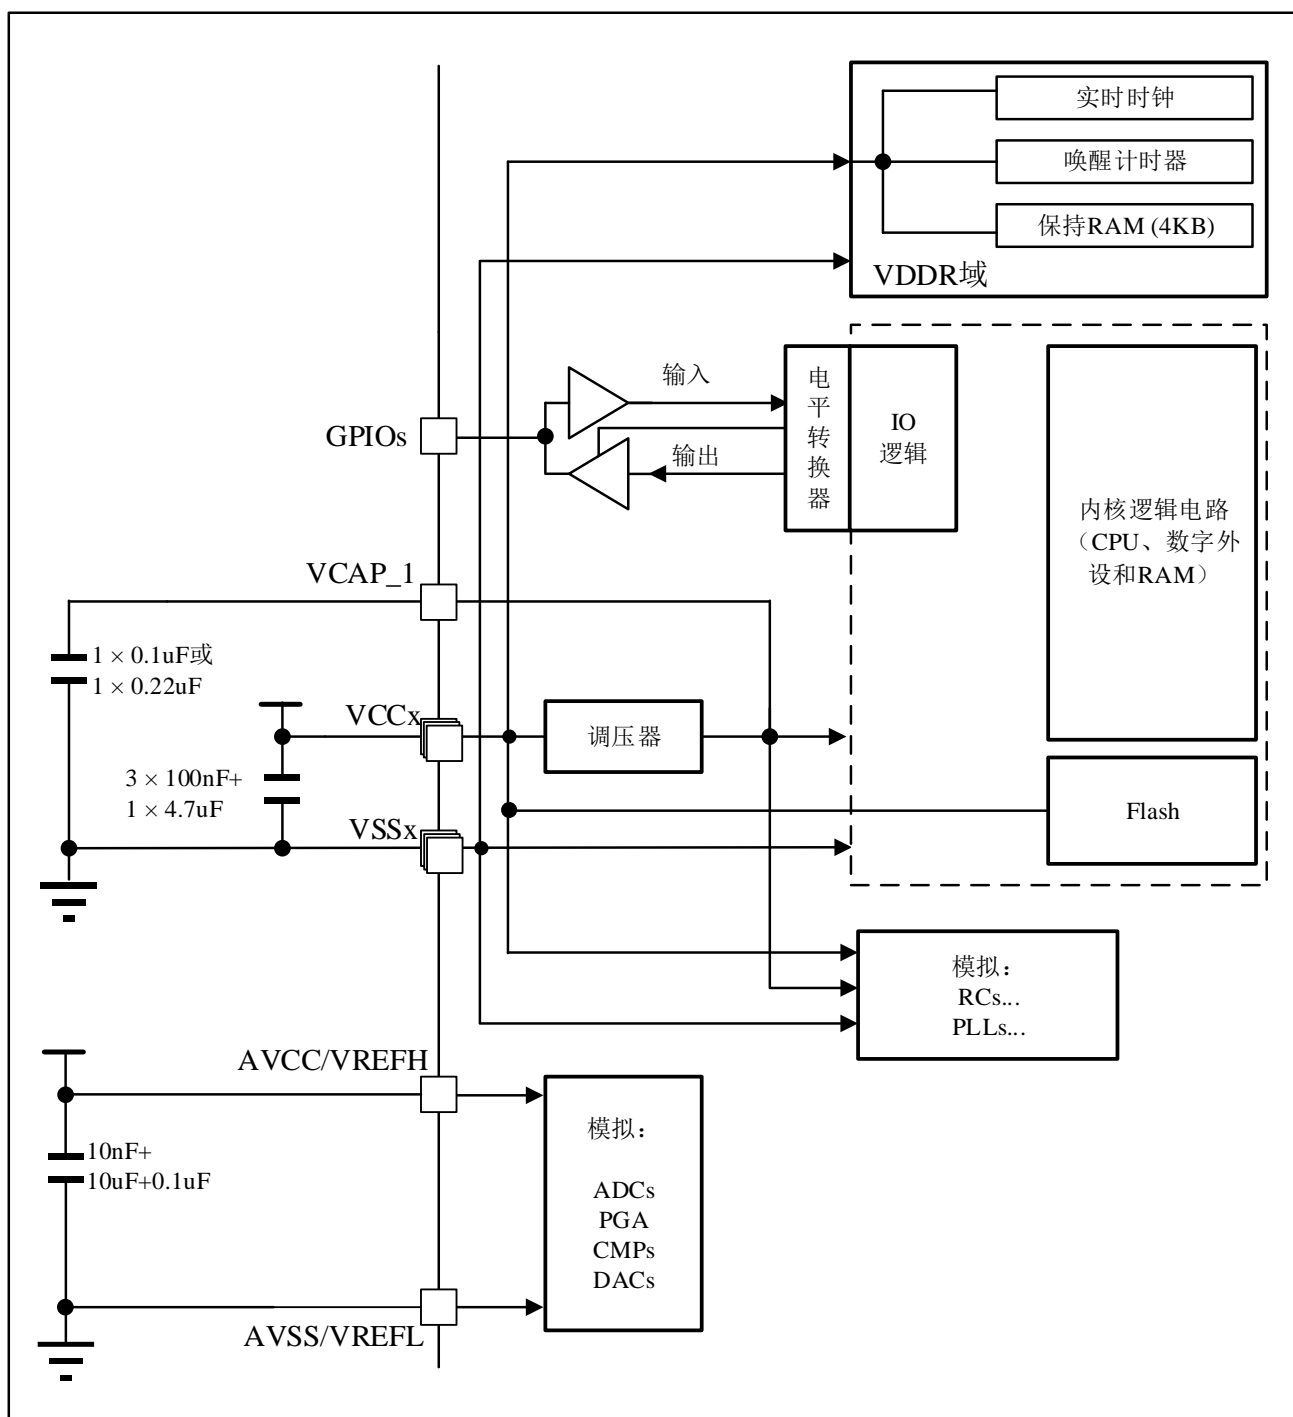 实时时钟
唤醒计时器
保持RAM (4KB)
VDDR域
输入
GPIOs
输出
电
平
转
换
器
IO
逻辑
内核逻辑电路
（CPU、数字外
设和RAM）
VCAP_1
1 × 0.1uF或
1 × 0.22uF
VCCx
调压器
3 × 100nF+
1 × 4.7uF
VSSx
Flash
模拟：
RCs...
PLLs...
AVCC/VREFH
10nF+
10uF+0.1uF
模拟：
ADCs
PGA
CMPs
DACs
AVSS/VREFL